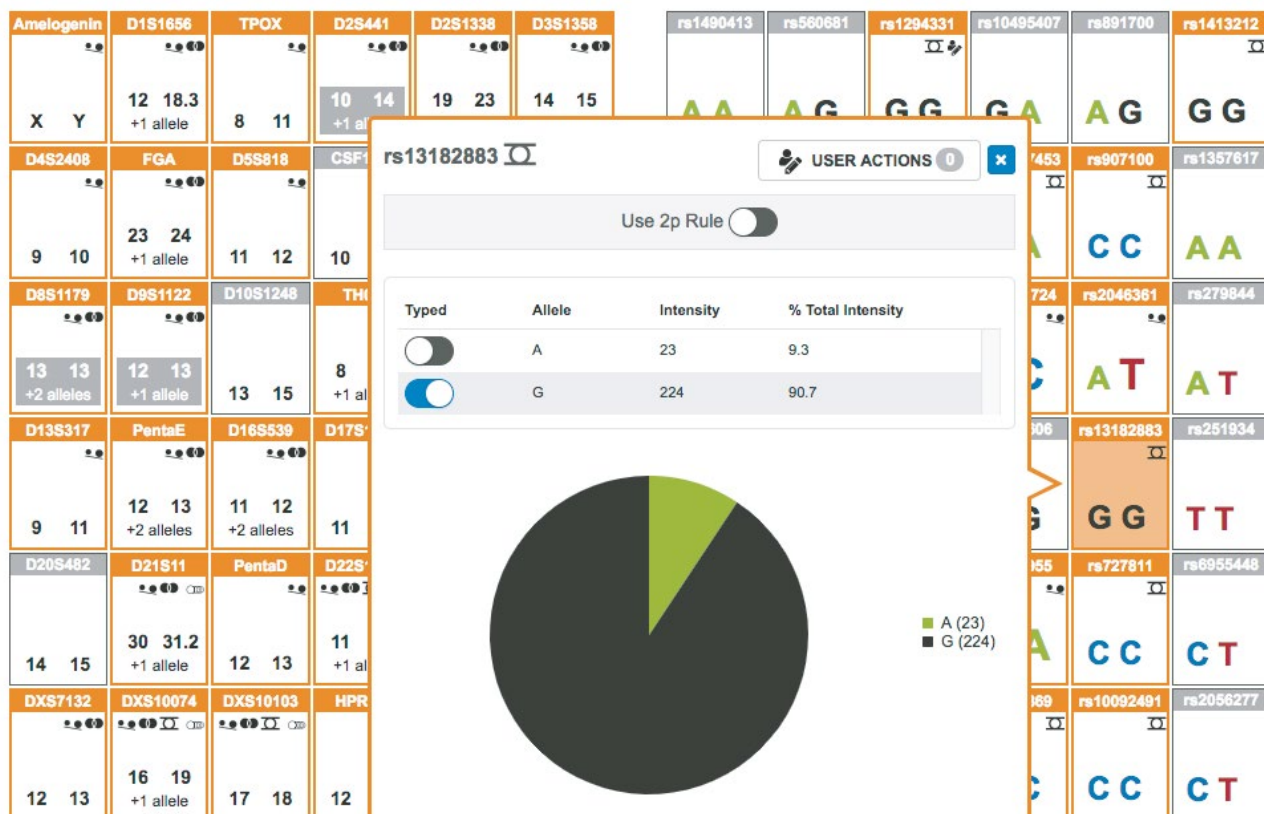 Amelogenin D1S1656 TPOX D2S441 D2S1338 D3S1358 rs1490413 rs560681 rs1294331 rs10495407 rs891700 rs1413212
12 18.3 10 14 19 23 14 15
X Y +1 allele 8 11 A A A G G G G A A G G G
rs13182883 USER ACTIONS 0
D4S2408 FGA D5S818 rs907100 rs1357617
Use 2p Rule
23 24
9 10 +1 allele 11 12 10 C C A A
D8S1179 D9S1122 D10S1248 rs2046361 rs279844
Typed Allele Intensity % Total Intensity
A 23 9.3
13 13 12 13 8
+2 alleles +1 allele 13 15 A T A T
G 224 90.7
D13S317 PentaE D16S539 rs13182883 rs251934
12 13 11 12
9 11 +2 alleles +2 alleles 11 G G T T
D20S482 D21S11 PentaD rs727811 rs6955448
A (23)
30 31.2 11
G (224)
14 15 +1 allele 12 13 C C C T
DXS7132 DXS10074 DXS10103 rs10092491 rs2056277
16 19
12 13 +1 allele 17 18 12 C C C T